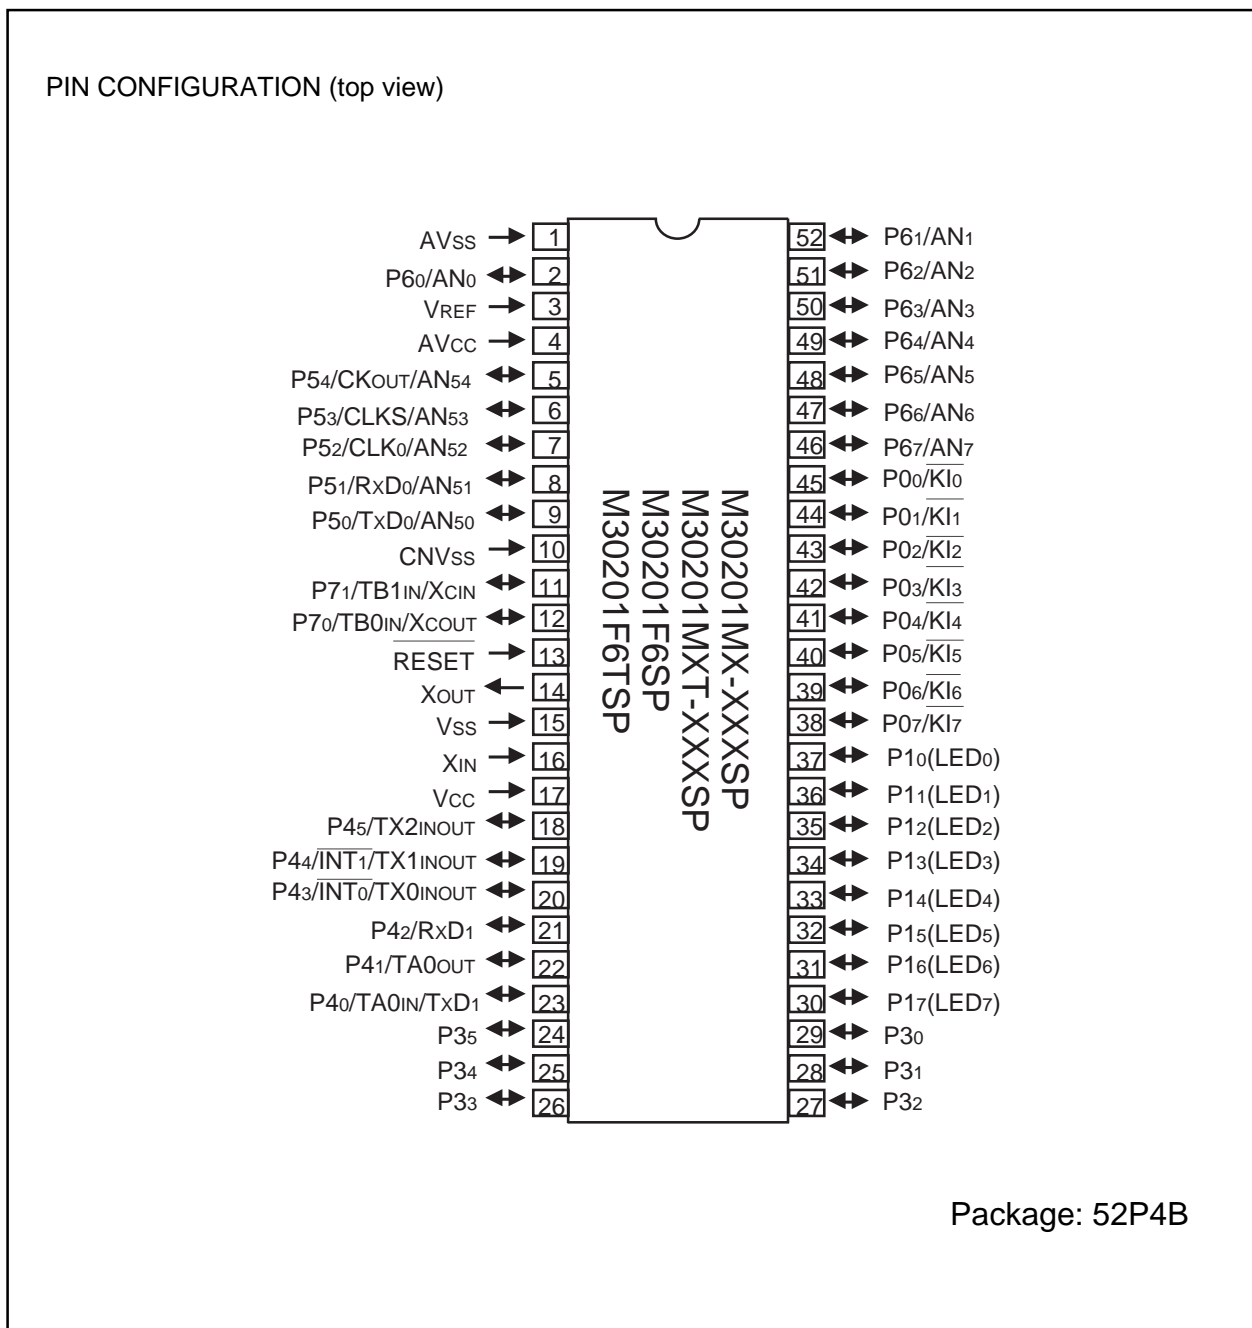 PIN CONFIGURATION (top view)
AVSS 1 52 P61/AN1
P60/AN0 2 51 P62/AN2
VREF 3 50 P63/AN3
AVCC 4 49 P64/AN4
P54/CKOUT/AN54 5 48 P65/AN5
P53/CLKS/AN53 6 47 P66/AN6
P52/CLK0/AN52 7 46 P67/AN7
P51/RXD0/AN51 8 45 P00/KI0
P50/TXD0/AN50 9 44 P01/KI1
CNVSS 10 43 P02/KI2
P71/TB1IN/XCIN 11 42 P03/KI3
P70/TB0IN/XCOUT 12 41 P04/KI4
RESET 13 40 P05/KI5
XOUT 14 39 P06/KI6
VSS 15 38 P07/KI7
XIN 16 37 P10(LED0)
VCC 17 36 P11(LED1)
P45/TX2INOUT 18 35 P12(LED2)
P44/INT1/TX1INOUT 19 34 P13(LED3)
P43/INT0/TX0INOUT 20 33 P14(LED4)
P42/RXD1 21 32 P15(LED5)
P41/TA0OUT 22 31 P16(LED6)
P40/TA0IN/TXD1 23 30 P17(LED7)
P35 24 29 P30
P34 25 28 P31
P33 26 27 P32
M30201MX-XXXSP
M30201MXT-XXXSP
M30201F6SP
M30201F6TSP
Package: 52P4B